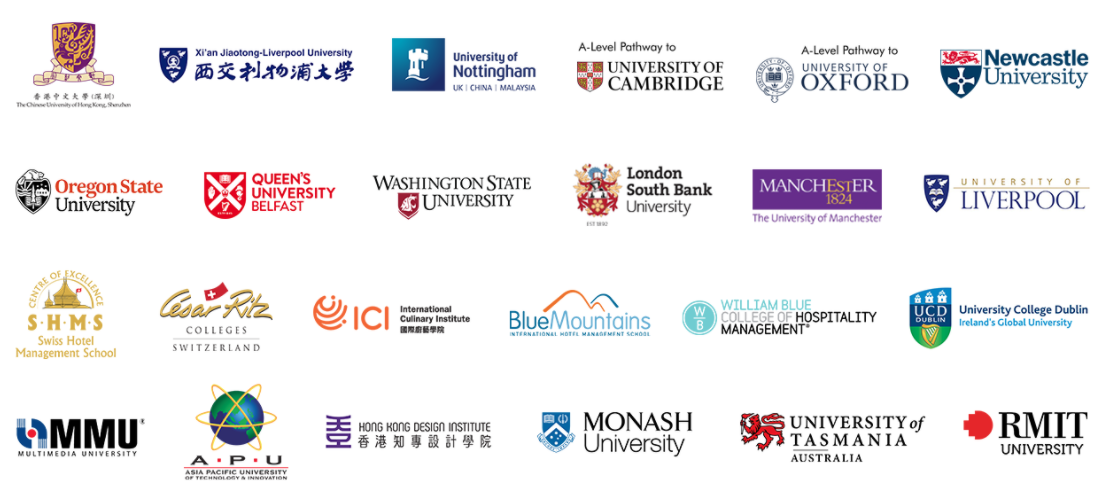 香港中文大學(深圳)
The Chinese University of Hong Kong, Shenzhen
Xi'an Jiaotong-Liverpool University
西交利物浦大學
University of
Nottingham
UK | CHINA | MALAYSIA
A-Level Pathway to
UNIVERSITY OF
CAMBRIDGE
A-Level Pathway to
UNIVERSITY OF
OXFORD
Newcastle
University
Oregon State
University
QUEEN'S
UNIVERSITY
BELFAST
WASHINGTON STATE
UNIVERSITY
London
South Bank
University
EST 1892
MANCHESTER
1824
The University of Manchester
UNIVERSITY OF
LIVERPOOL
CENTRE OF EXCELLENCE
S·H·M·S
Swiss Hotel
Management School
César Ritz
COLLEGES
SWITZERLAND
ICI
International
Culinary Institute
國際廚藝學院
BlueMountains
INTERNATIONAL HOTEL MANAGEMENT SCHOOL
W
B
WILLIAM BLUE
COLLEGE OF HOSPITALITY
MANAGEMENT®
UCD
DUBLIN
University College Dublin
Ireland's Global University
MMU®
MULTIMEDIA UNIVERSITY
A·P·U
ASIA PACIFIC UNIVERSITY
OF TECHNOLOGY & INNOVATION
HONG KONG DESIGN INSTITUTE
香港知專設計學院
MONASH
University
UNIVERSITY of
TASMANIA
AUSTRALIA
RMIT
UNIVERSITY